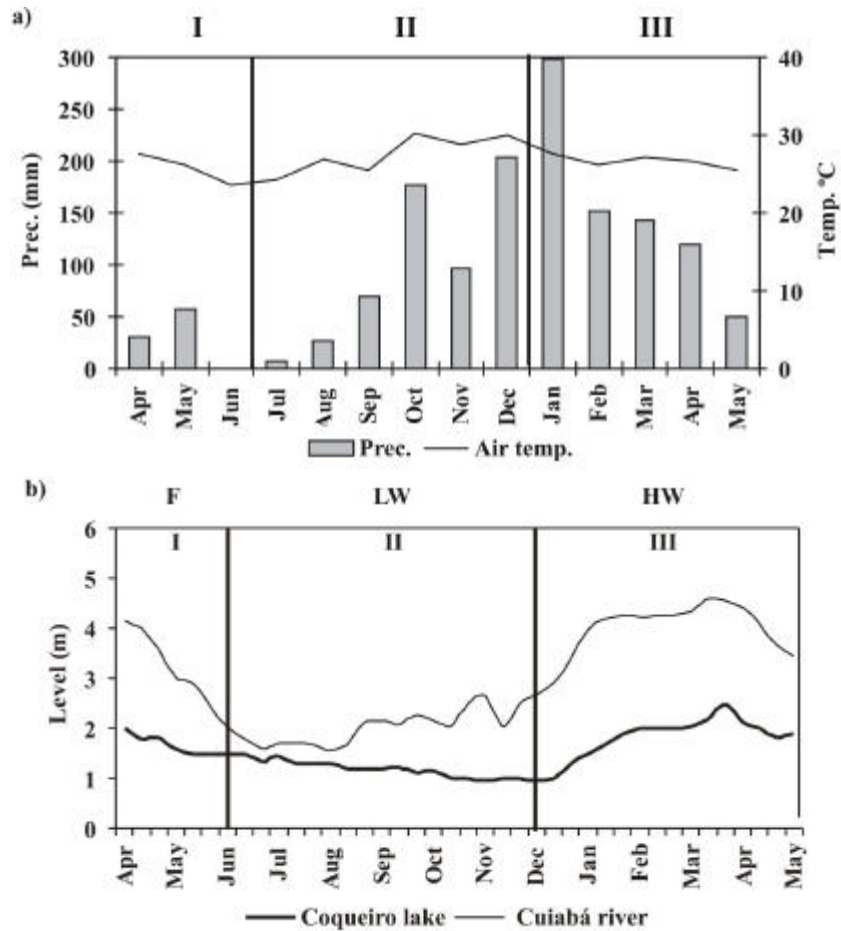 a)
I II III
300 40
250
200 30
150 20
100
50 10
0 0
Prec. (mm)
Temp. °C
Apr May Jun Jul Aug Sep Oct Nov Dec Jan Feb Mar Apr May
Prec. Air temp.
b)
F LW HW
I II III
6
5
4
3
2
1
0
Level (m)
Apr May Jun Jul Aug Sep Oct Nov Dec Jan Feb Mar Apr May
Coqueiro lake Cuiabá river